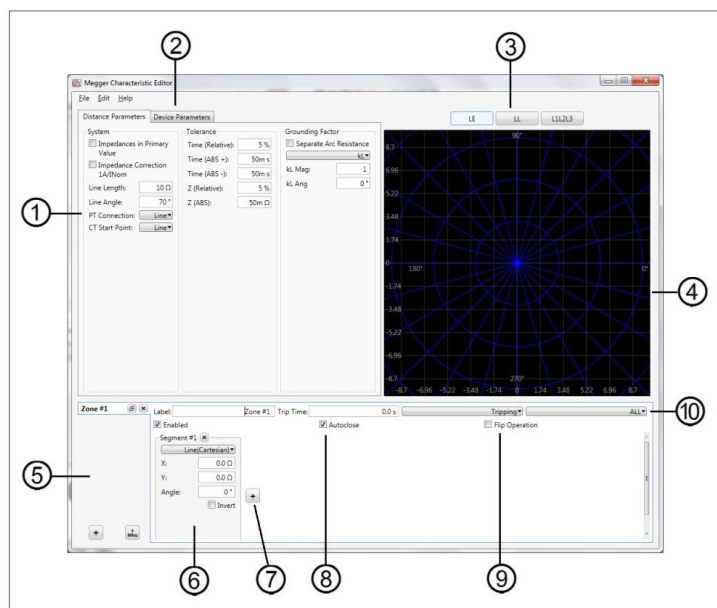 2
3
Megger Characteristic Editor
File Edit Help
Distance Parameters Device Parameters
LE LL L1L2L3
System
Impedances in Primary Value
Impedance Correction 1A/INom
Line Length: 10 Ω
Line Angle: 70 °
PT Connection: Line
CT Start Point: Line
Tolerance
Time (Relative): 5 %
Time (ABS +): 50m s
Time (ABS -): 50m s
Z (Relative): 5 %
Z (ABS): 50m Ω
Grounding Factor
Separate Arc Resistance
kL
kL Mag: 1
kL Ang 0 °
1
90°
8.7
6.96
5.22
3.48
1.74
0 180° 0°
-1.74
-3.48
-5.22
-6.96
-8.7 270°
-8.7 -6.96 -5.22 -3.48 -1.74 0 1.74 3.48 5.22 6.96 8.7
4
Zone #1
Label: Zone #1 Trip Time: 0.0 s Tripping ALL
10
Enabled Autoclose Flip Operation
Segment #1
Line(Cartesian)
X: 0.0 Ω
Y: 0.0 Ω
Angle: 0 °
Invert
+
5
+ + Mho
6
7
8
9